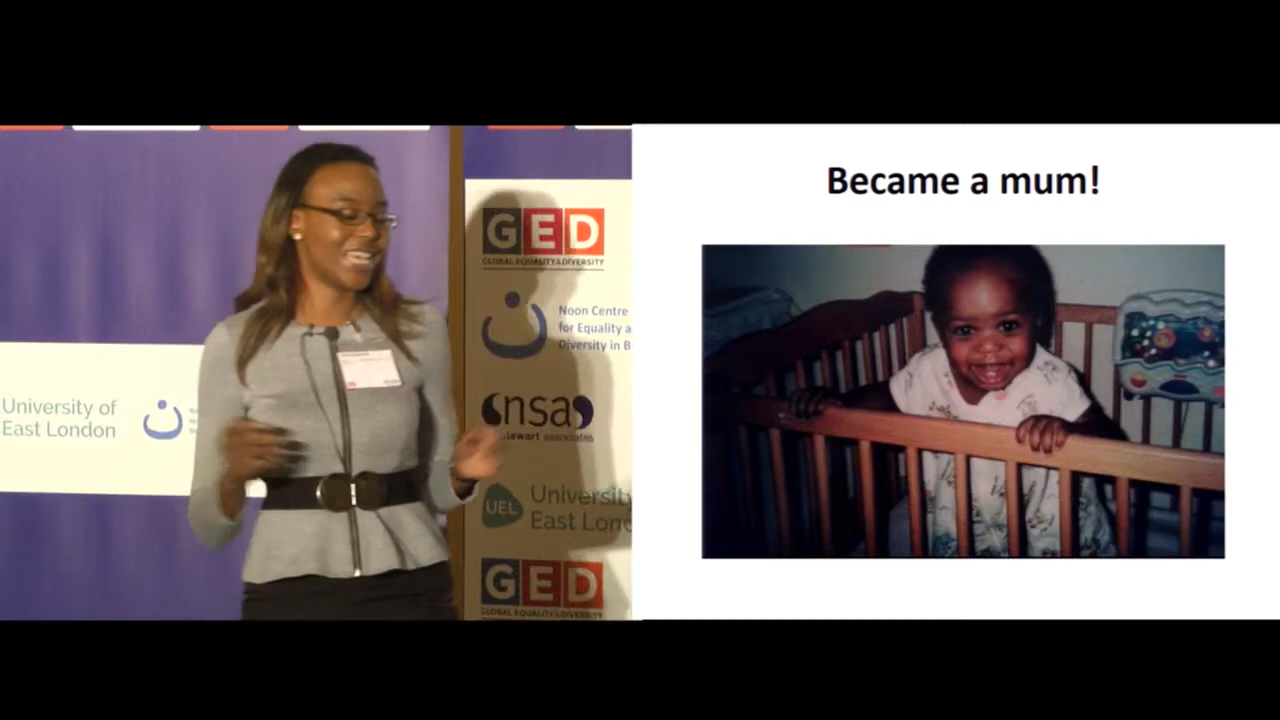 University of
East London
GED
GLOBAL EQUALITY & DIVERSITY
Noon Centre
for Equality a
Diversity in B
nsa
stewart associates
UEL
University
East Lond
GED
GLOBAL EQUALITY & DIVERSITY
Became a mum!